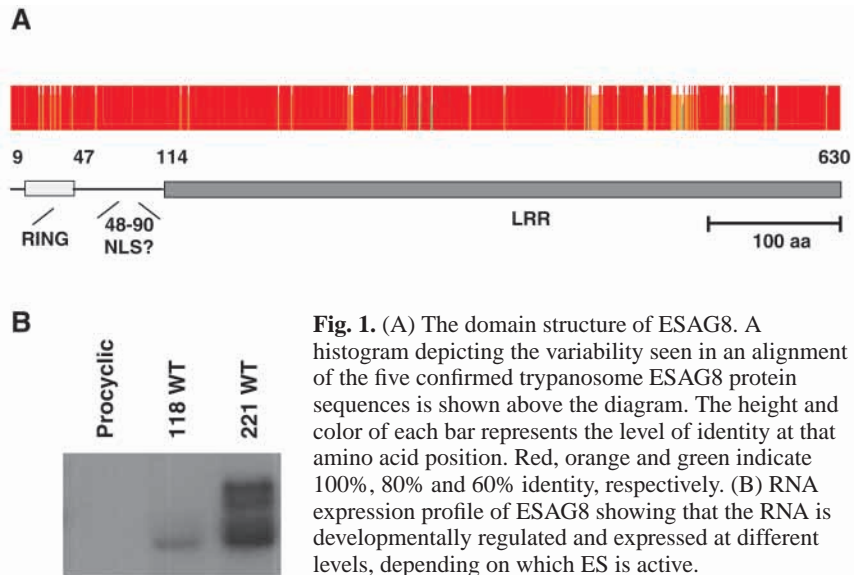 A
9 47 114 630
RING
48-90
NLS?
LRR
100 aa
B
Procyclic
118 WT
221 WT
Fig. 1. (A) The domain structure of ESAG8. A
histogram depicting the variability seen in an alignment
of the five confirmed trypanosome ESAG8 protein
sequences is shown above the diagram. The height and
color of each bar represents the level of identity at that
amino acid position. Red, orange and green indicate
100%, 80% and 60% identity, respectively. (B) RNA
expression profile of ESAG8 showing that the RNA is
developmentally regulated and expressed at different
levels, depending on which ES is active.